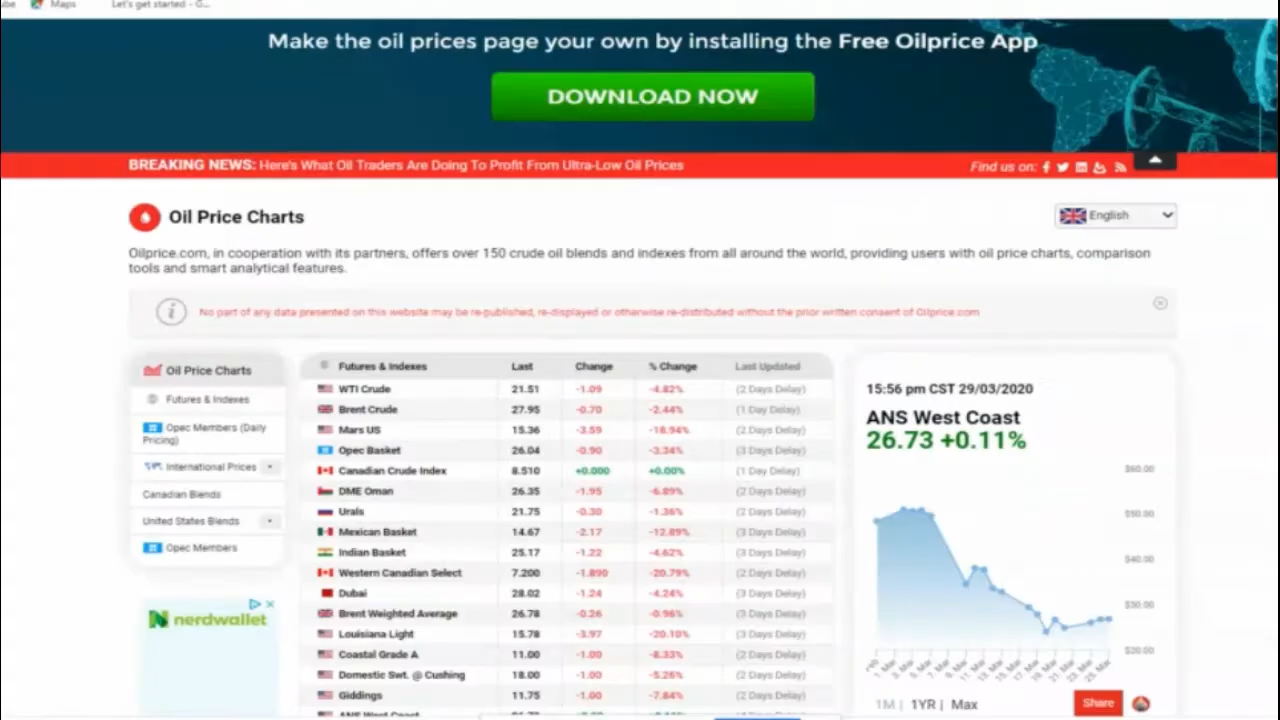 Maps Let's get started - G...
Make the oil prices page your own by installing the Free Oilprice App
DOWNLOAD NOW
BREAKING NEWS: Here's What Oil Traders Are Doing To Profit From Ultra-Low Oil Prices
Find us on:
Oil Price Charts
English
Oilprice.com, in cooperation with its partners, offers over 150 crude oil blends and indexes from all around the world, providing users with oil price charts, comparison
tools and smart analytical features.
No part of any data presented on this website may be re-published, re-displayed or otherwise re-distributed without the prior written consent of Oilprice.com
Oil Price Charts
Futures & Indexes
Opec Members (Daily
Pricing)
International Prices
Canadian Blends
United States Blends
Opec Members
nerdwallet
Futures & Indexes Last Change % Change Last Updated
WTI Crude 21.51 -1.09 -4.82% (2 Days Delay)
Brent Crude 27.95 -0.70 -2.44% (1 Day Delay)
Mars US 15.36 -3.59 -18.94% (2 Days Delay)
Opec Basket 26.04 -0.90 -3.34% (3 Days Delay)
Canadian Crude Index 8.510 +0.000 +0.00% (1 Day Delay)
DME Oman 26.35 -1.95 -6.89% (2 Days Delay)
Urals 21.75 -0.30 -1.36% (2 Days Delay)
Mexican Basket 14.67 -2.17 -12.89% (3 Days Delay)
Indian Basket 25.17 -1.22 -4.62% (3 Days Delay)
Western Canadian Select 7.200 -1.890 -20.79% (2 Days Delay)
Dubai 28.02 -1.24 -4.24% (3 Days Delay)
Brent Weighted Average 26.78 -0.26 -0.96% (3 Days Delay)
Louisiana Light 15.78 -3.97 -20.10% (3 Days Delay)
Coastal Grade A 11.00 -1.00 -8.33% (2 Days Delay)
Domestic Swt. @ Cushing 18.00 -1.00 -5.26% (2 Days Delay)
Giddings 11.75 -1.00 -7.84% (2 Days Delay)
ANS West Coast
15:56 pm CST 29/03/2020
ANS West Coast
26.73 +0.11%
$60.00
$50.00
$40.00
$30.00
$20.00
1M | 1YR | Max
Share